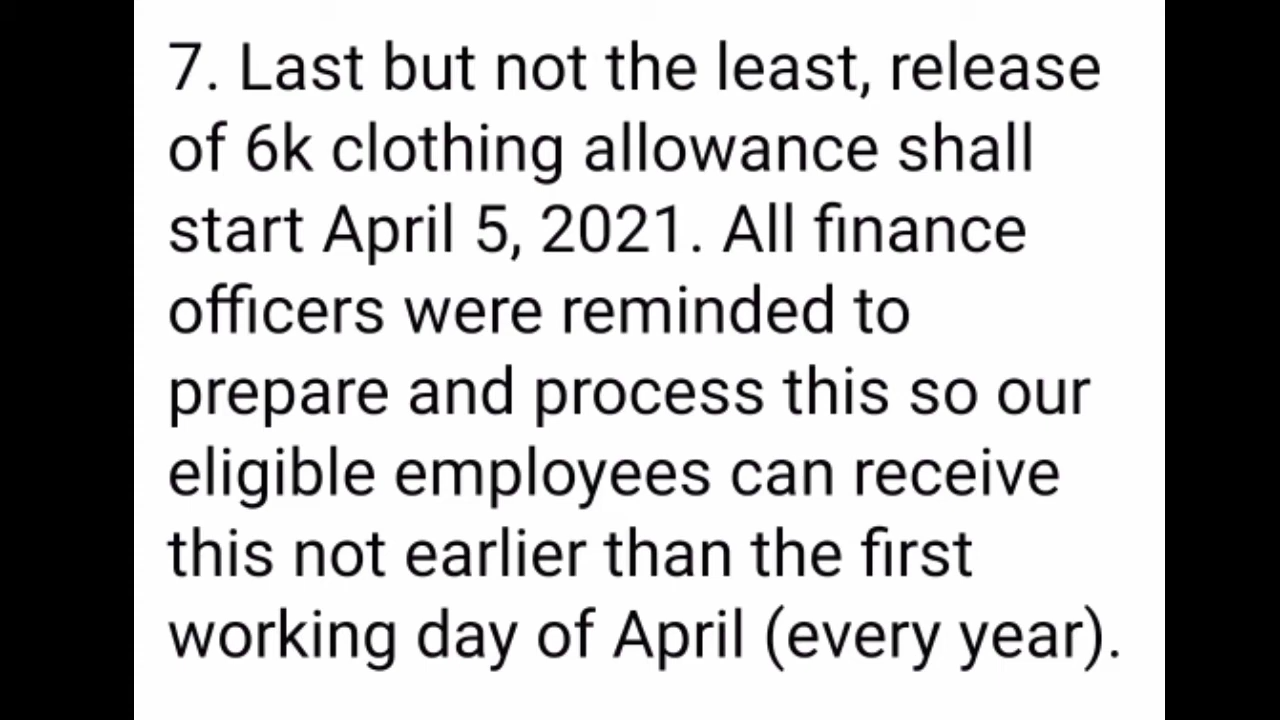 7. Last but not the least, release
of 6k clothing allowance shall
start April 5, 2021. All finance
officers were reminded to
prepare and process this so our
eligible employees can receive
this not earlier than the first
working day of April (every year).